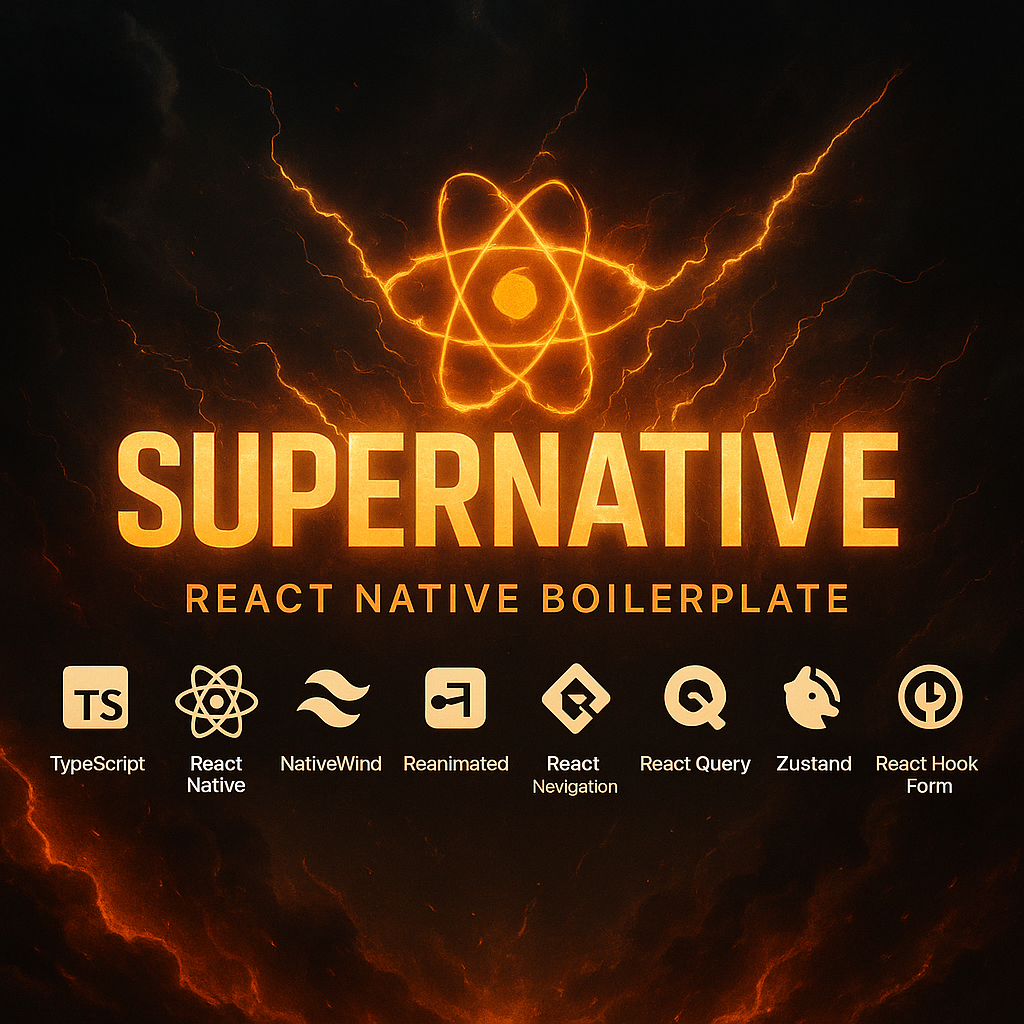 SUPERNATIVE
REACT NATIVE BOILERPLATE
TS
TypeScript
React
Native
NativeWind
Reanimated
React
Nevigation
React Query
Zustand
React Hook
Form